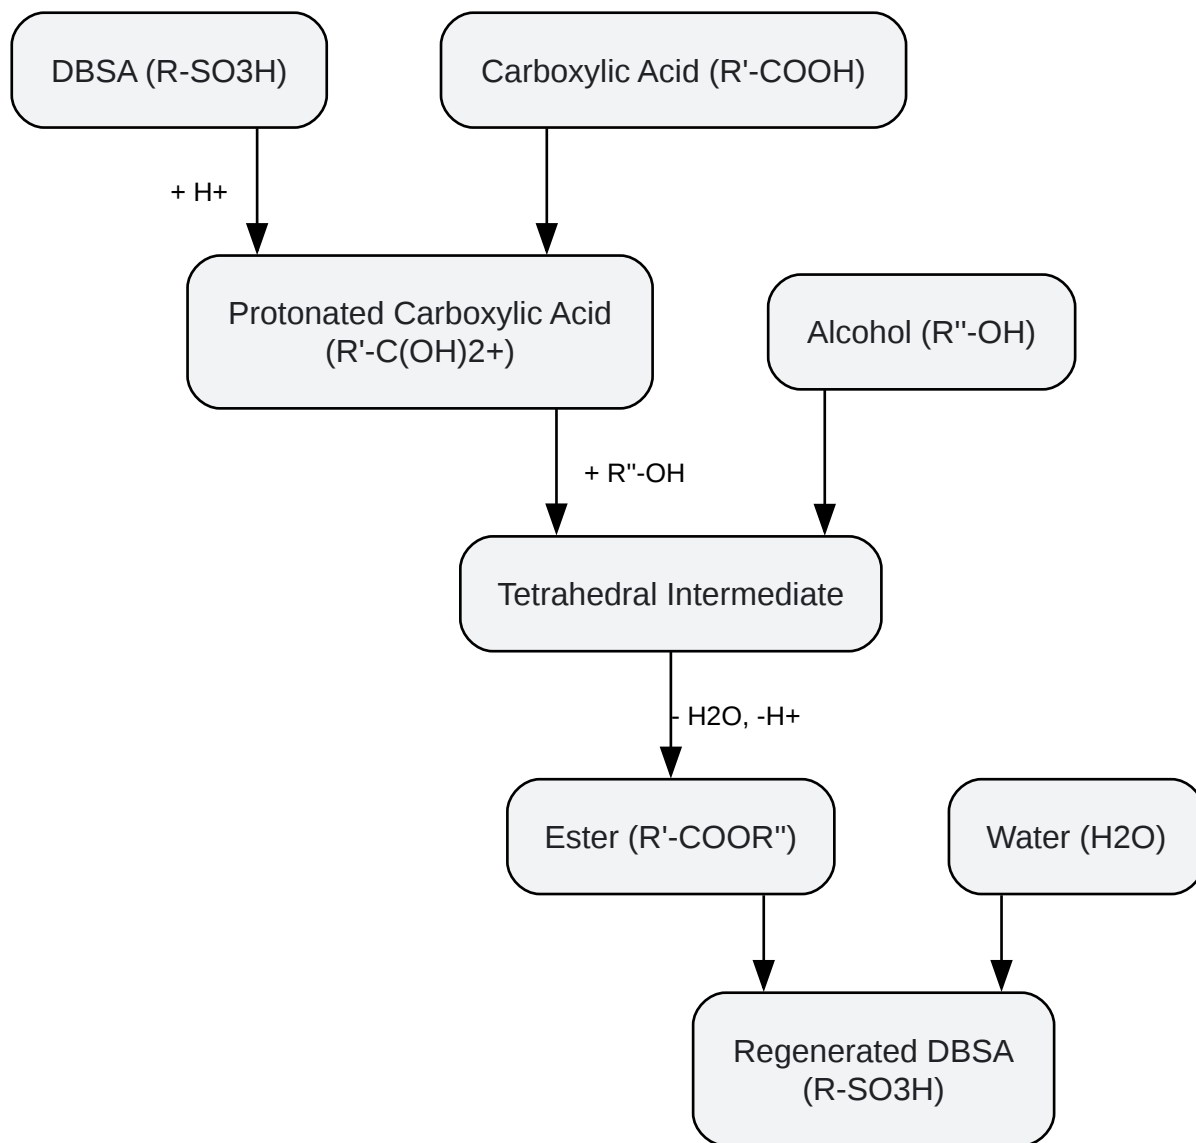 DBSA (R-SO3H)
Carboxylic Acid (R'-COOH)
+ H+
Protonated Carboxylic Acid
(R'-C(OH)2+)
Alcohol (R''-OH)
+ R''-OH
Tetrahedral Intermediate
- H2O, -H+
Ester (R'-COOR'')
Water (H2O)
Regenerated DBSA
(R-SO3H)